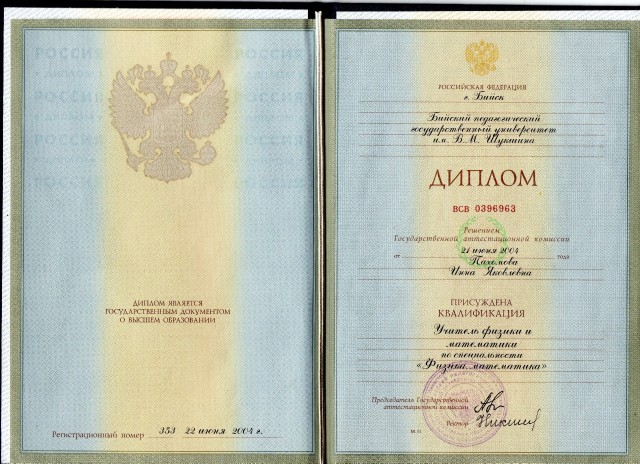 РОССИЯ РОССИЯ
ДИПЛОМ ЯВЛЯЕТСЯ
ГОСУДАРСТВЕННЫМ ДОКУМЕНТОМ
О ВЫСШЕМ ОБРАЗОВАНИИ
Регистрационный номер 353 22 июня 2004 г.
РОССИЙСКАЯ ФЕДЕРАЦИЯ
г. Бийск
Бийский педагогический
государственный университет
им. В.М. Шукшина
ДИПЛОМ
ВСВ 0396963
Решением
Государственной аттестационной комиссии
от 21 июня 2004 года
Пахомова
Инна Яковлевна
ПРИСУЖДЕНА
КВАЛИФИКАЦИЯ
Учитель физики и
математики
по специальности
«Физика.математика»
Председатель Государственной
аттестационной комиссии
Ректор
М.П.